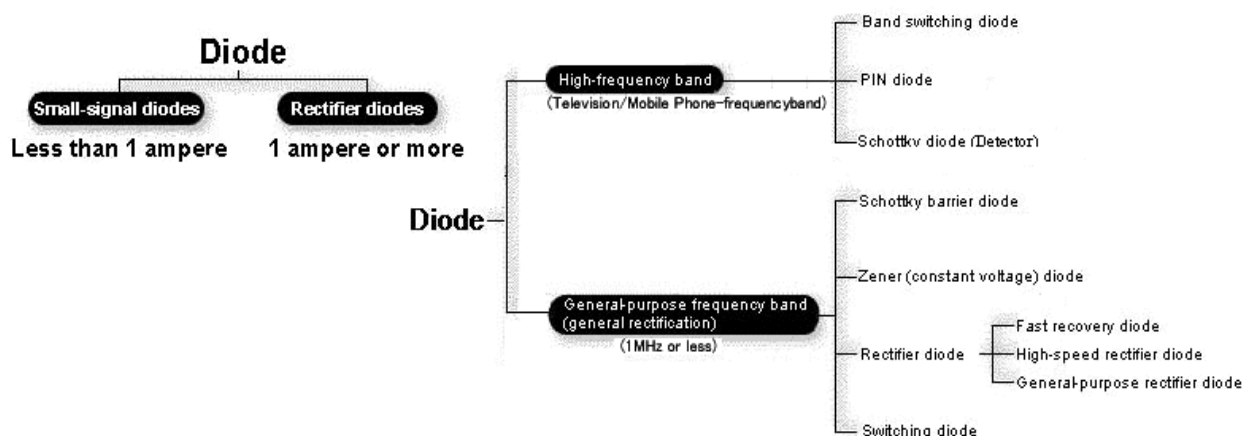 Diode
Small-signal diodes
Rectifier diodes
Less than 1 ampere
1 ampere or more
Diode
High-frequency band
(Television/Mobile Phone-frequencyband)
Band switching diode
PIN diode
Schottky diode (Detector)
General-purpose frequency band
(general rectification)
(1MHz or less)
Schottky barrier diode
Zener (constant voltage) diode
Rectifier diode
Fast recovery diode
High-speed rectifier diode
General-purpose rectifier diode
Switching diode